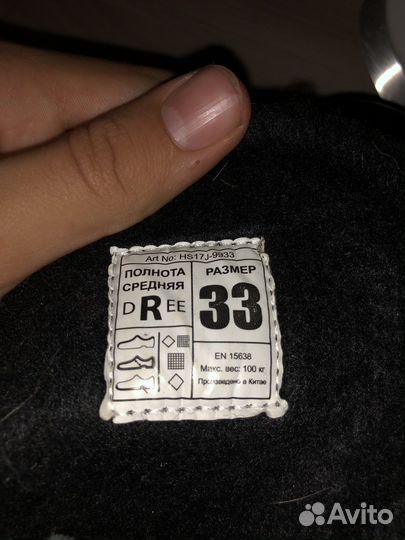 Art No: HS17J-9933
ПОЛНОТА
СРЕДНЯЯ
D R EE
РАЗМЕР
33
EN 15638
Макс. вес: 100 кг
Произведено в Китае
Avito